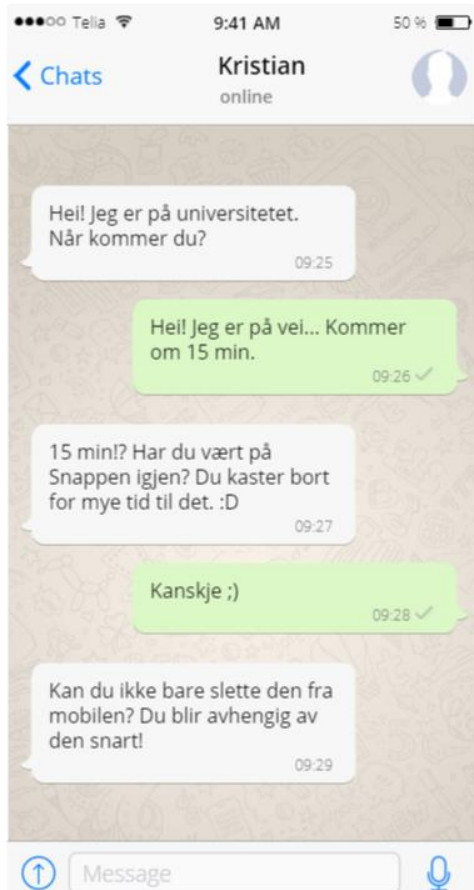 ●●●○○ Telia 9:41 AM 50 %
Chats Kristian
online
Hei! Jeg er på universitetet.
Når kommer du?
09:25
Hei! Jeg er på vei... Kommer
om 15 min.
09:26
15 min!? Har du vært på
Snappen igjen? Du kaster bort
for mye tid til det. :D
09:27
Kanskje ;)
09:28
Kan du ikke bare slette den fra
mobilen? Du blir avhengig av
den snart!
09:29
Message